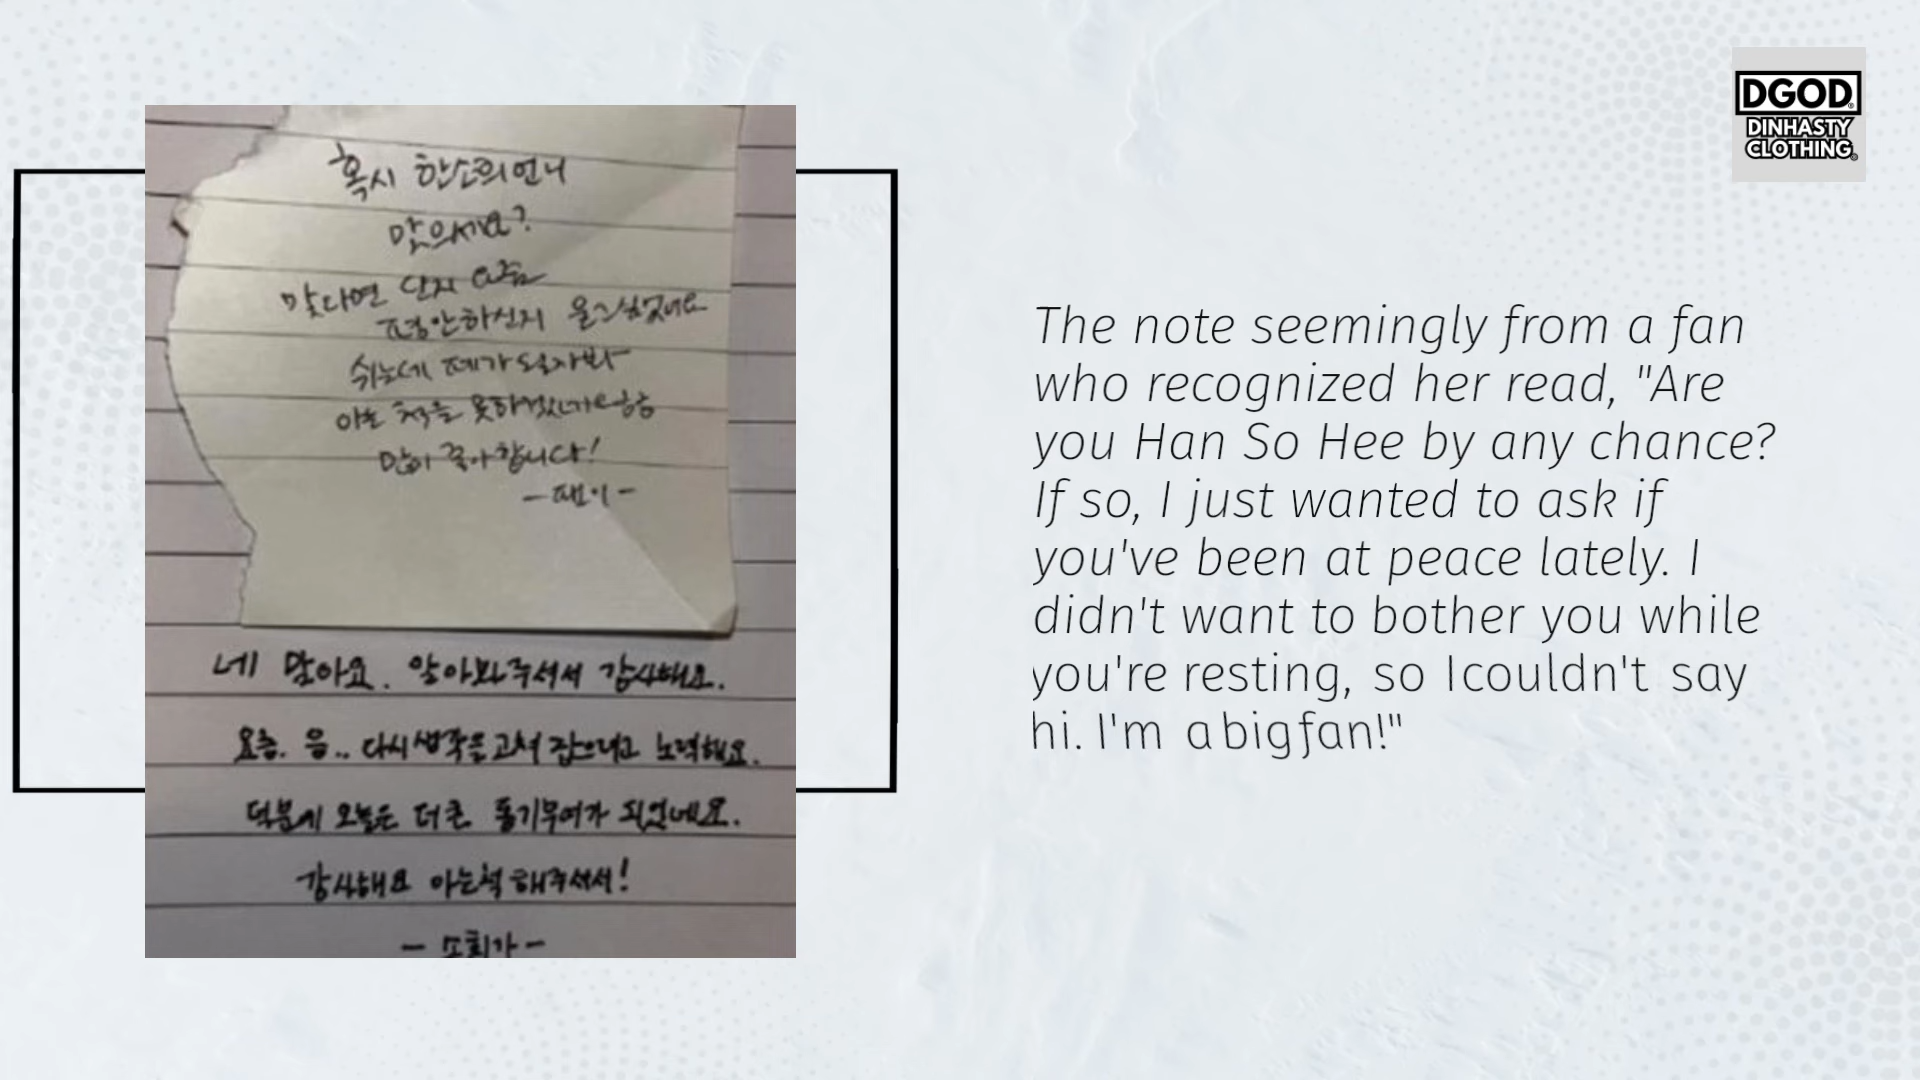 혹시 한소희언니
맞으세요?
맞다면 단지 요즘
평안하신지 묻고싶었어요
쉬는데 폐가 될까봐
아는 척을 못하겠네요ㅎㅎ
많이 좋아합니다!
- 팬이 -
네 맞아요. 알아봐주셔서 감사해요.
요즘. 음.. 다시 생각을 고쳐 잡으려고 노력해요.
덕분에 오늘은 더 큰 동기부여가 되었네요.
감사해요 아는척 해주셔서!
- 소희가 -
DGOD
DINHASTY
CLOTHING
The note seemingly from a fan
who recognized her read, "Are
you Han So Hee by any chance?
If so, I just wanted to ask if
you've been at peace lately. I
didn't want to bother you while
you're resting, so Icouldn't say
hi. I'm a big fan!"